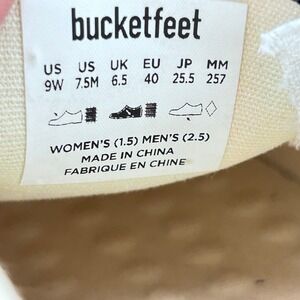 bucketfeet
US US UK EU JP MM
9W 7.5M 6.5 40 25.5 257
WOMEN'S (1.5) MEN'S (2.5)
MADE IN CHINA
FABRIQUE EN CHINE